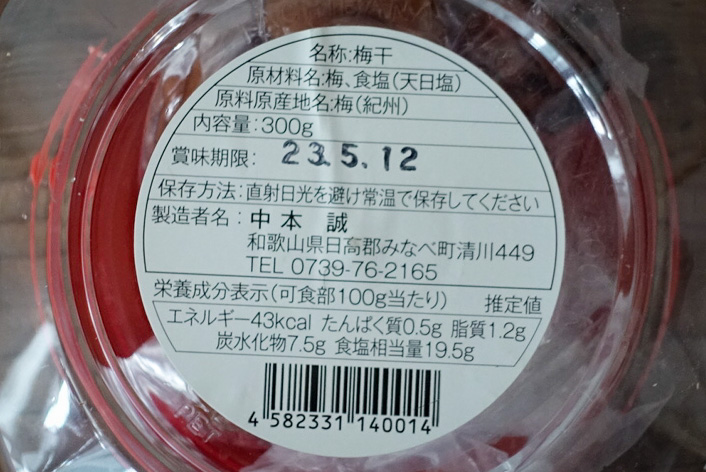 名称:梅干
原材料名:梅、食塩(天日塩)
原料原産地名:梅(紀州)
内容量:300g
賞味期限: 23.5.12
保存方法:直射日光を避け常温で保存してください
製造者名:中本 誠
和歌山県日高郡みなべ町清川449
TEL 0739-76-2165
栄養成分表示(可食部100g当たり) 推定値
エネルギー43kcal たんぱく質0.5g 脂質1.2g
炭水化物7.5g 食塩相当量19.5g
4 582331 140014